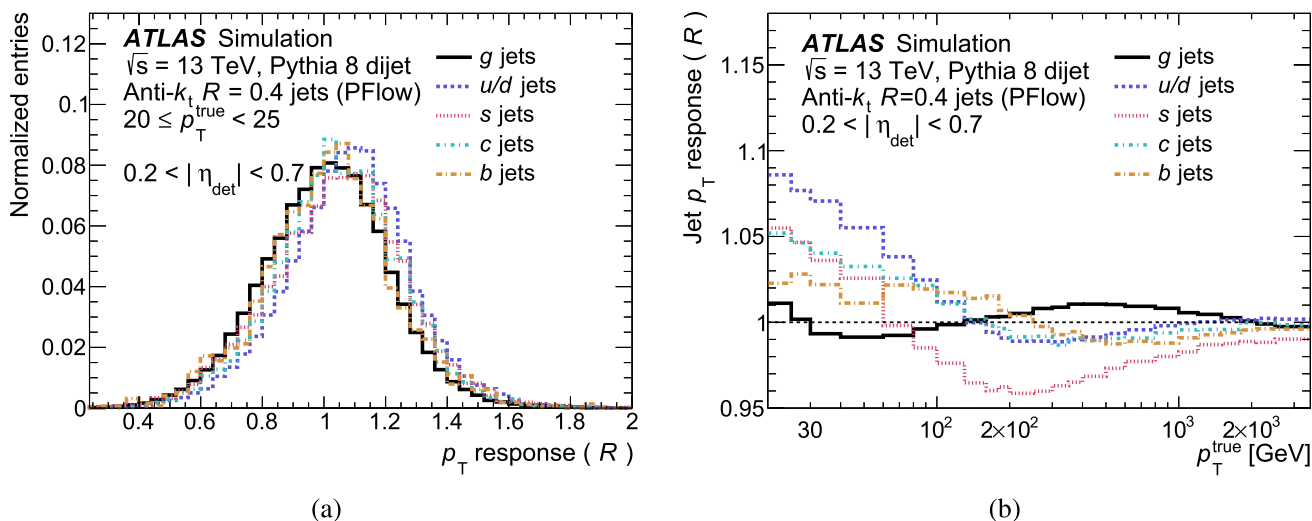 ATLAS Simulation
√s = 13 TeV, Pythia 8 dijet
Anti-kt R = 0.4 jets (PFlow)
20 ≤ pT^true < 25
0.2 < | ηdet| < 0.7
g jets
u/d jets
s jets
c jets
b jets
Normalized entries
0.12
0.1
0.08
0.06
0.04
0.02
0
0.4 0.6 0.8 1.0 1.2 1.4 1.6 1.8 2
pT response ( R )
(a)
ATLAS Simulation
√s = 13 TeV, Pythia 8 dijet
Anti-kt R=0.4 jets (PFlow)
0.2 < | ηdet| < 0.7
g jets
u/d jets
s jets
c jets
b jets
Jet pT response ( R )
1.15
1.1
1.05
1
0.95
30 10² 2×10² 10³ 2×10³
pT^true [GeV]
(b)